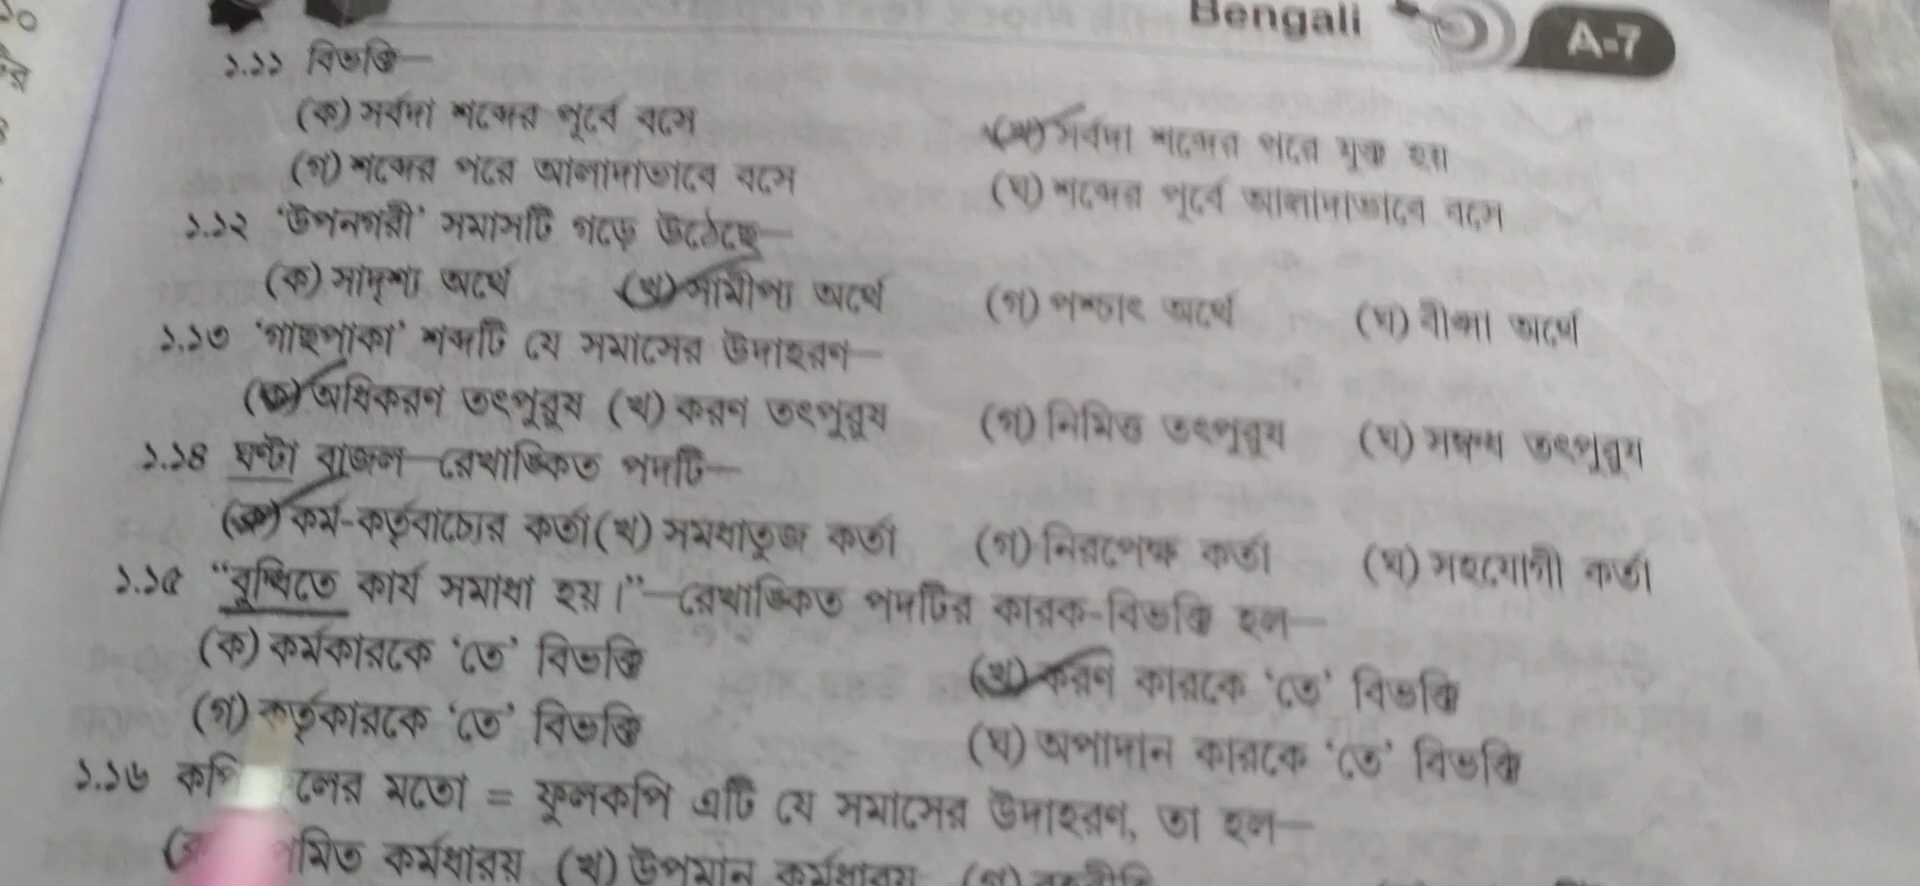 Bengali A-7
১.১১ বিভক্তি—
(ক) সর্বদা শব্দের পূর্বে বসে (খ) সর্বদা শব্দের পরে যুক্ত হয়
(গ) শব্দের পরে আলাদাভাবে বসে (ঘ) শব্দের পূর্বে আলাদাভাবে বসে
১.১২ 'উপনগরী' সমাসটি গড়ে উঠেছে—
(ক) সাদৃশ্য অর্থে (খ) সামীপ্য অর্থে (গ) পশ্চাৎ অর্থে (ঘ) বীপ্সা অর্থে
১.১৩ 'গাছপাকা' শব্দটি যে সমাসের উদাহরণ—
(ক) অধিকরণ তৎপুরুষ (খ) করণ তৎপুরুষ (গ) নিমিত্ত তৎপুরুষ (ঘ) সম্বন্ধ তৎপুরুষ
১.১৪ ঘণ্টা বাজল—রেখাঙ্কিত পদটি—
(ক) কর্ম-কর্তৃবাচ্যের কর্তা (খ) সমধাতুজ কর্তা (গ) নিরপেক্ষ কর্তা (ঘ) সহযোগী কর্তা
১.১৫ "বুদ্ধিতে কার্য সমাধা হয়।"—রেখাঙ্কিত পদটির কারক-বিভক্তি হল—
(ক) কর্মকারকে 'তে' বিভক্তি (খ) করণ কারকে 'তে' বিভক্তি
(গ) কর্তৃকারকে 'তে' বিভক্তি (ঘ) অপাদান কারকে 'তে' বিভক্তি
১.১৬ মতো = ফুলকপি এটি যে সমাসের উদাহরণ, তা হল—
কর্মধারয় (খ) উপমান কর্মধারয় (গ)